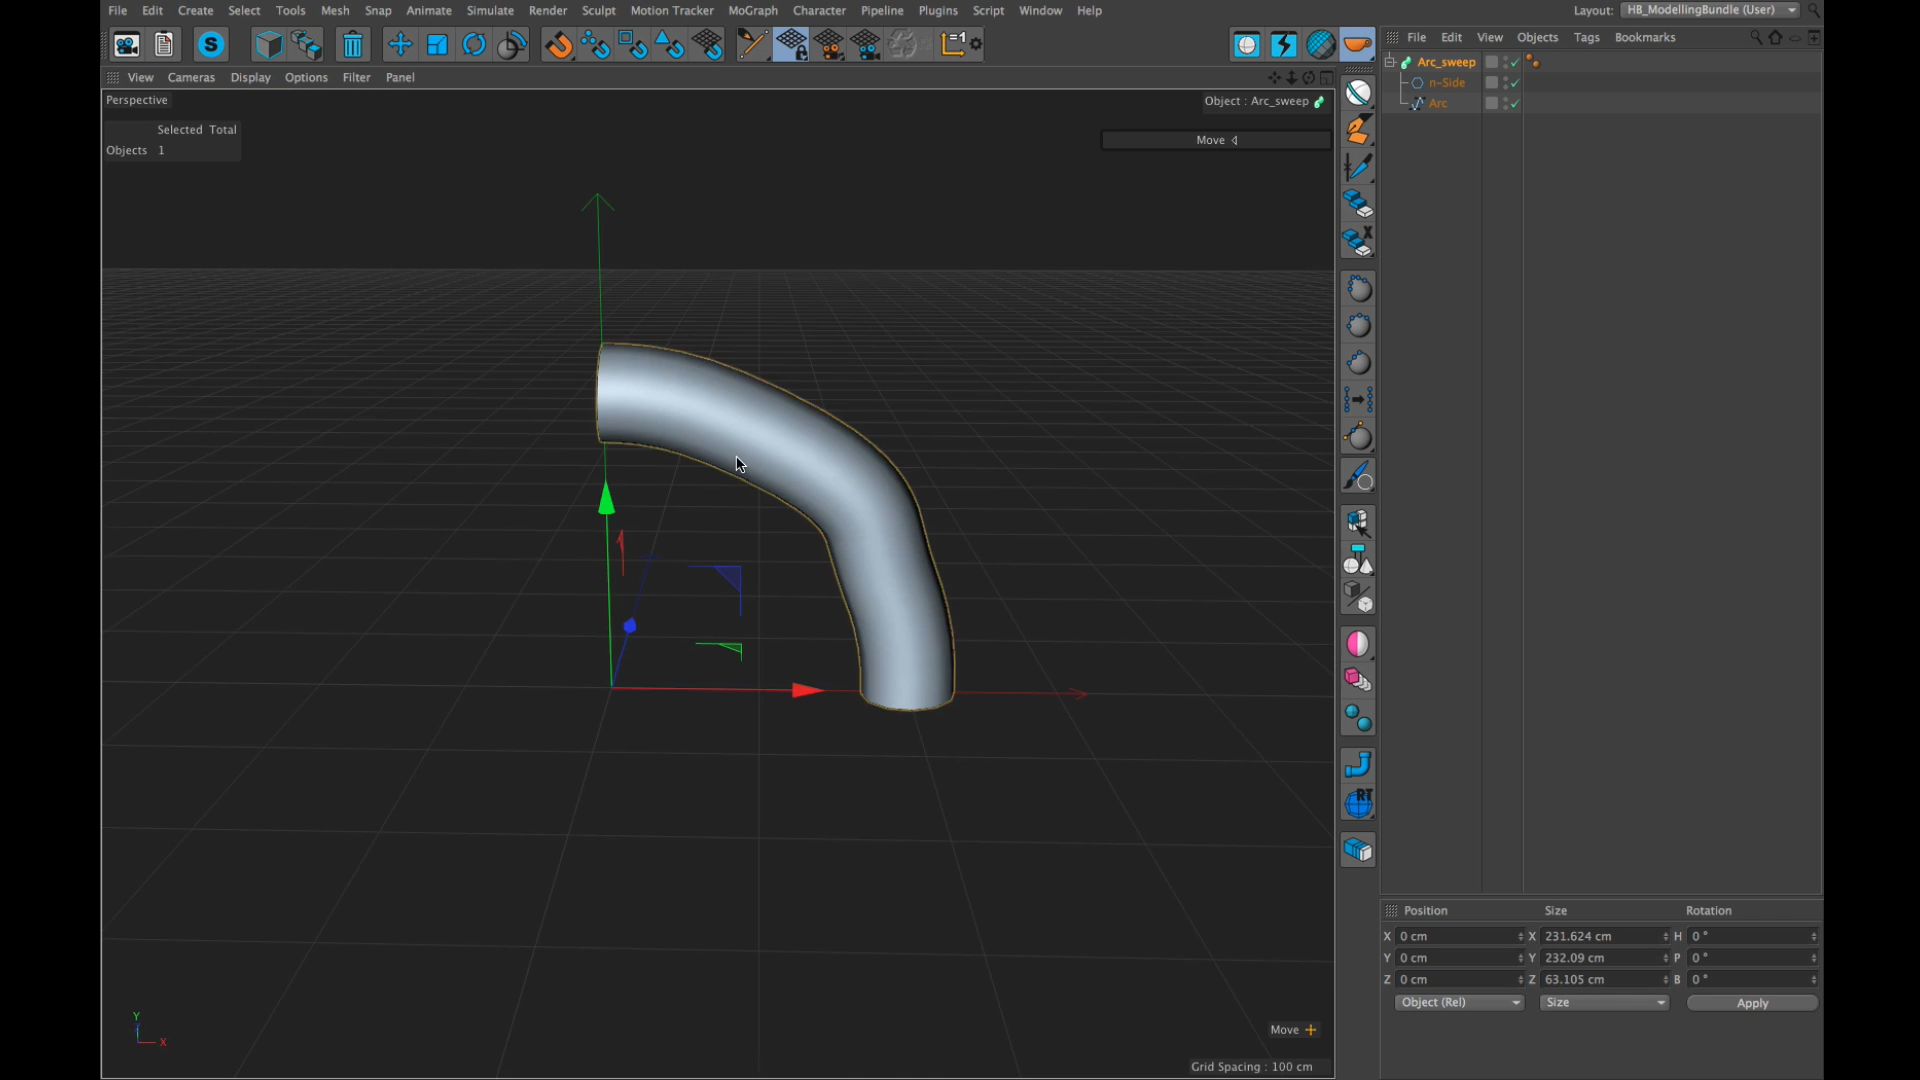 File Edit Create Select Tools Mesh Snap Animate Simulate Render Sculpt Motion Tracker MoGraph Character Pipeline Plugins Script Window Help
Layout: HB_ModellingBundle (User)
S
L=1
File Edit View Objects Tags Bookmarks
View Cameras Display Options Filter Panel
Arc_sweep
n-Side
Arc
Perspective
Object : Arc_sweep
Selected Total
Objects 1
Move
RT
Position Size Rotation
X 0 cm X 231.624 cm H 0 °
Y 0 cm Y 232.09 cm P 0 °
Z 0 cm Z 63.105 cm B 0 °
Object (Rel) Size Apply
Y
X
Move
Grid Spacing : 100 cm